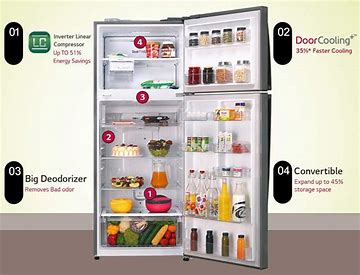 01
LC
Inverter Linear
Compressor
Up TO 51%
Energy Savings
02
DoorCooling+
35%* Faster Cooling
4
3
2
1
03
Big Deodorizer
Removes Bad odor
04
Convertible
Expand up to 45%
storage space